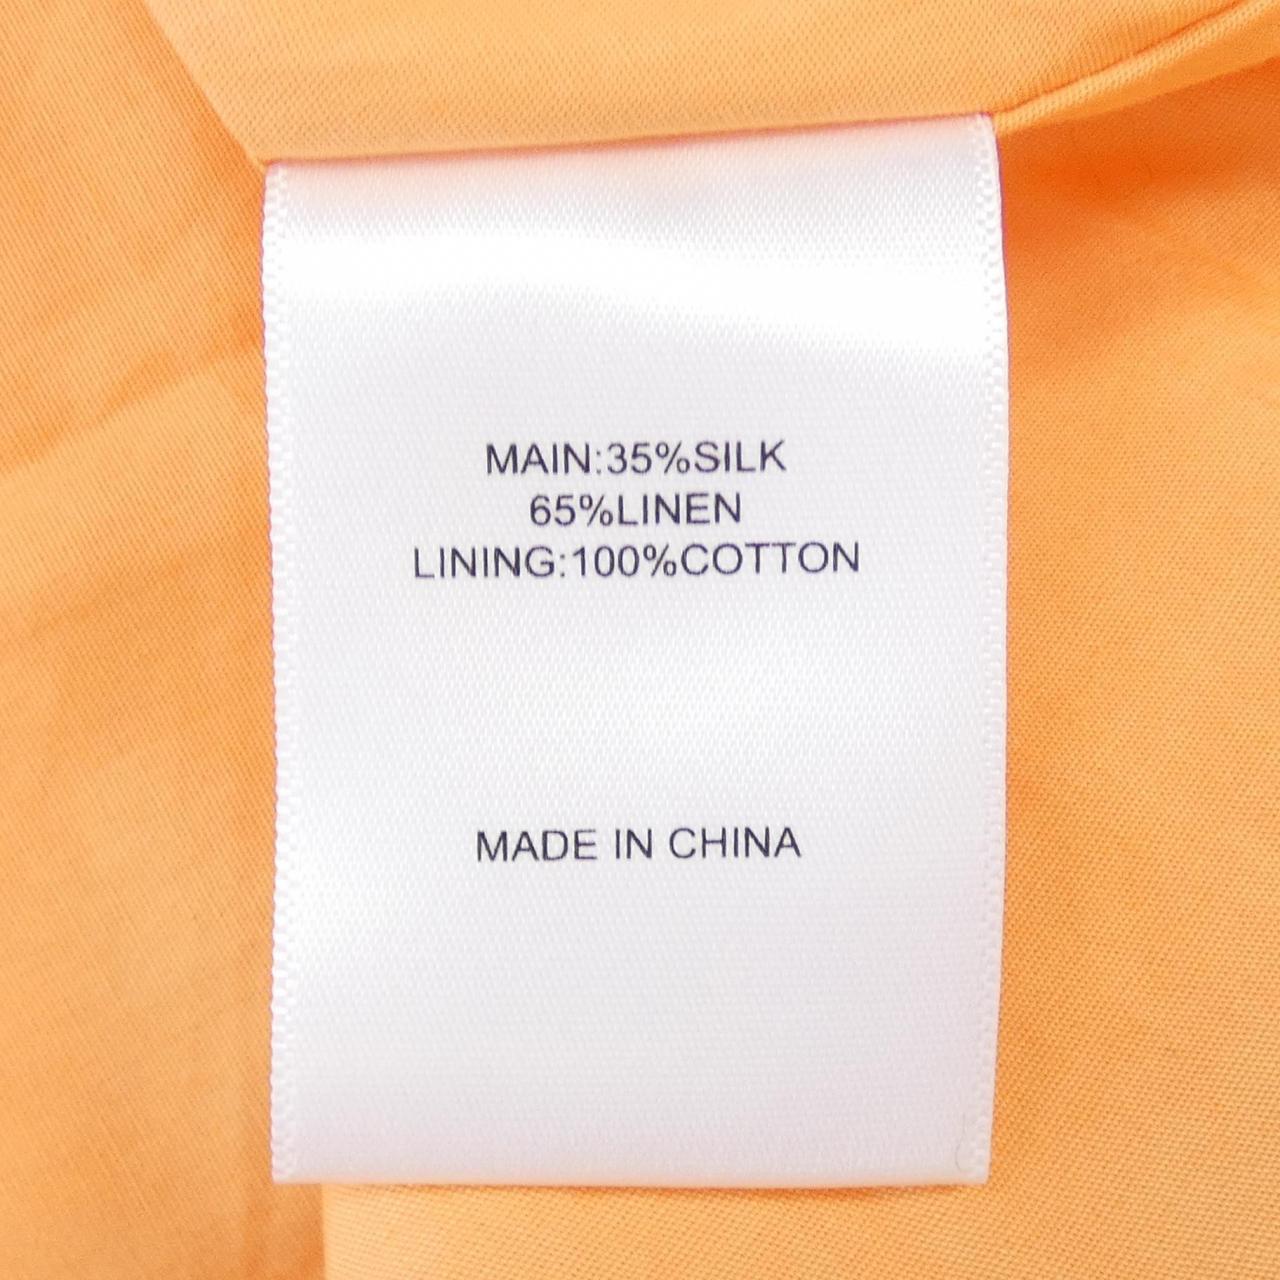 MAIN:35%SILK
65%LINEN
LINING:100%COTTON
MADE IN CHINA